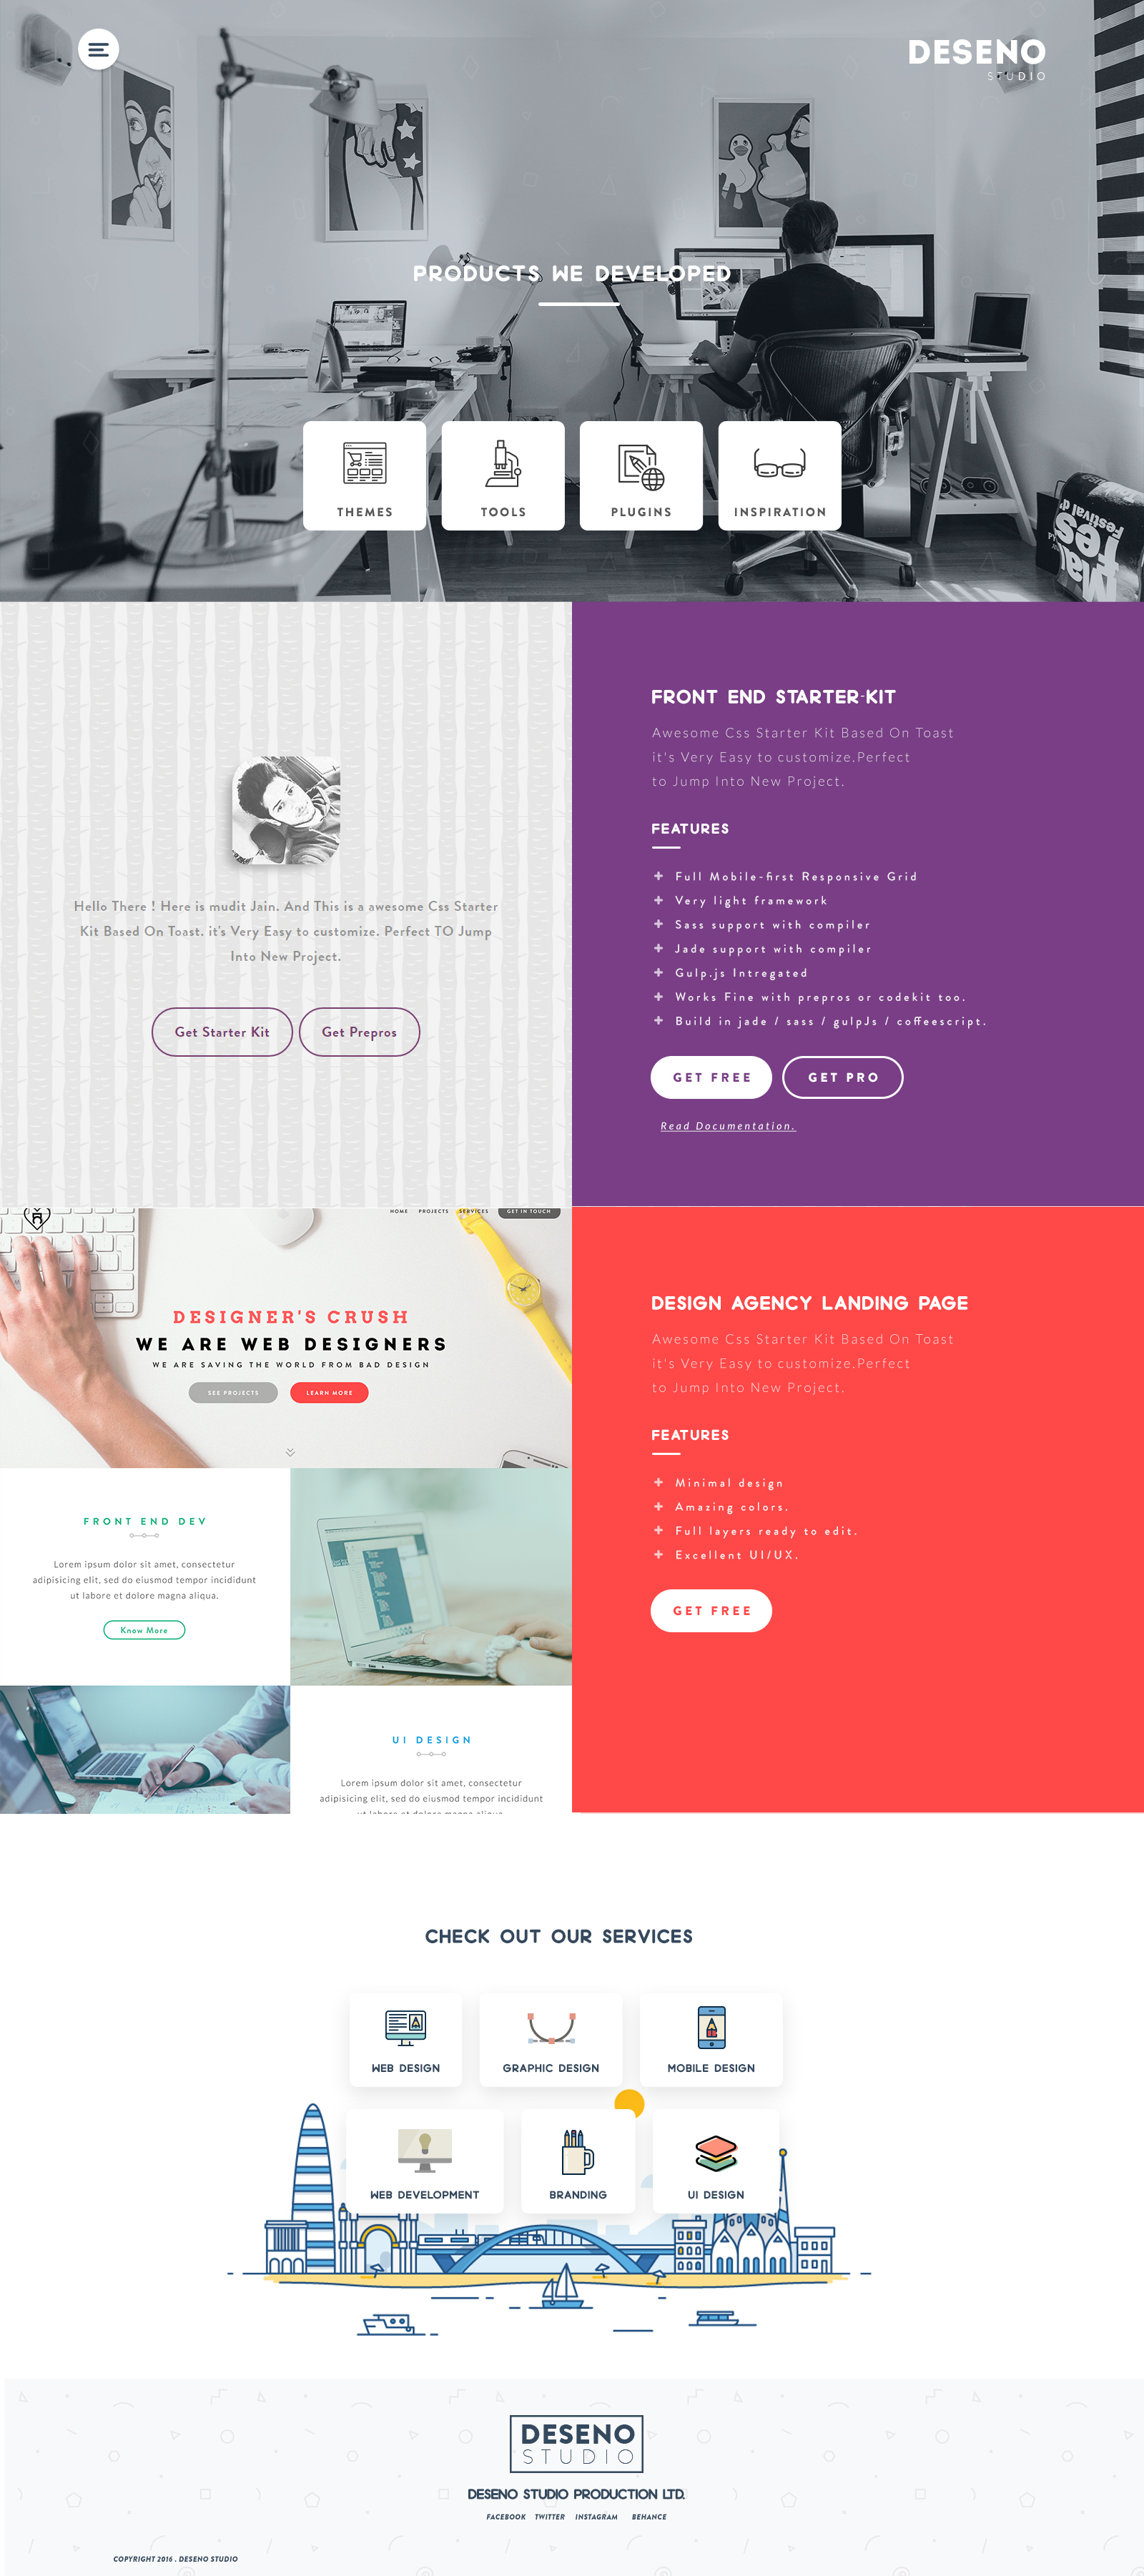 DESENO
STUDIO
PRODUCTS WE DEVELOPED
THEMES
TOOLS
PLUGINS
INSPIRATION
Festival d
Hello There ! Here is mudit Jain. And This is a awesome Css Starter
Kit Based On Toast. it's Very Easy to customize. Perfect TO Jump
Into New Project.
Get Starter Kit
Get Prepros
FRONT END STARTER-KIT
Awesome Css Starter Kit Based On Toast
it's Very Easy to customize.Perfect
to Jump Into New Project.
FEATURES
Full Mobile-first Responsive Grid
Very light framework
Sass support with compiler
Jade support with compiler
Gulp.js Intregated
Works Fine with prepros or codekit too.
Build in jade / sass / gulpJs / coffeescript.
GET FREE
GET PRO
Read Documentation.
HOME PROJECTS SERVICES GET IN TOUCH
DESIGNER'S CRUSH
WE ARE WEB DESIGNERS
WE ARE SAVING THE WORLD FROM BAD DESIGN
SEE PROJECTS
LEARN MORE
FRONT END DEV
Lorem ipsum dolor sit amet, consectetur
adipisicing elit, sed do eiusmod tempor incididunt
ut labore et dolore magna aliqua.
Know More
UI DESIGN
Lorem ipsum dolor sit amet, consectetur
adipisicing elit, sed do eiusmod tempor incididunt
ut labore et dolore magna aliqua
DESIGN AGENCY LANDING PAGE
Awesome Css Starter Kit Based On Toast
it's Very Easy to customize.Perfect
to Jump Into New Project.
FEATURES
Minimal design
Amazing colors.
Full layers ready to edit.
Excellent UI/UX.
GET FREE
CHECK OUT OUR SERVICES
WEB DESIGN
GRAPHIC DESIGN
MOBILE DESIGN
WEB DEVELOPMENT
BRANDING
UI DESIGN
DESENO
STUDIO
DESENO STUDIO PRODUCTION LTD.
FACEBOOK TWITTER INSTAGRAM BEHANCE
COPYRIGHT 2016 . DESENO STUDIO